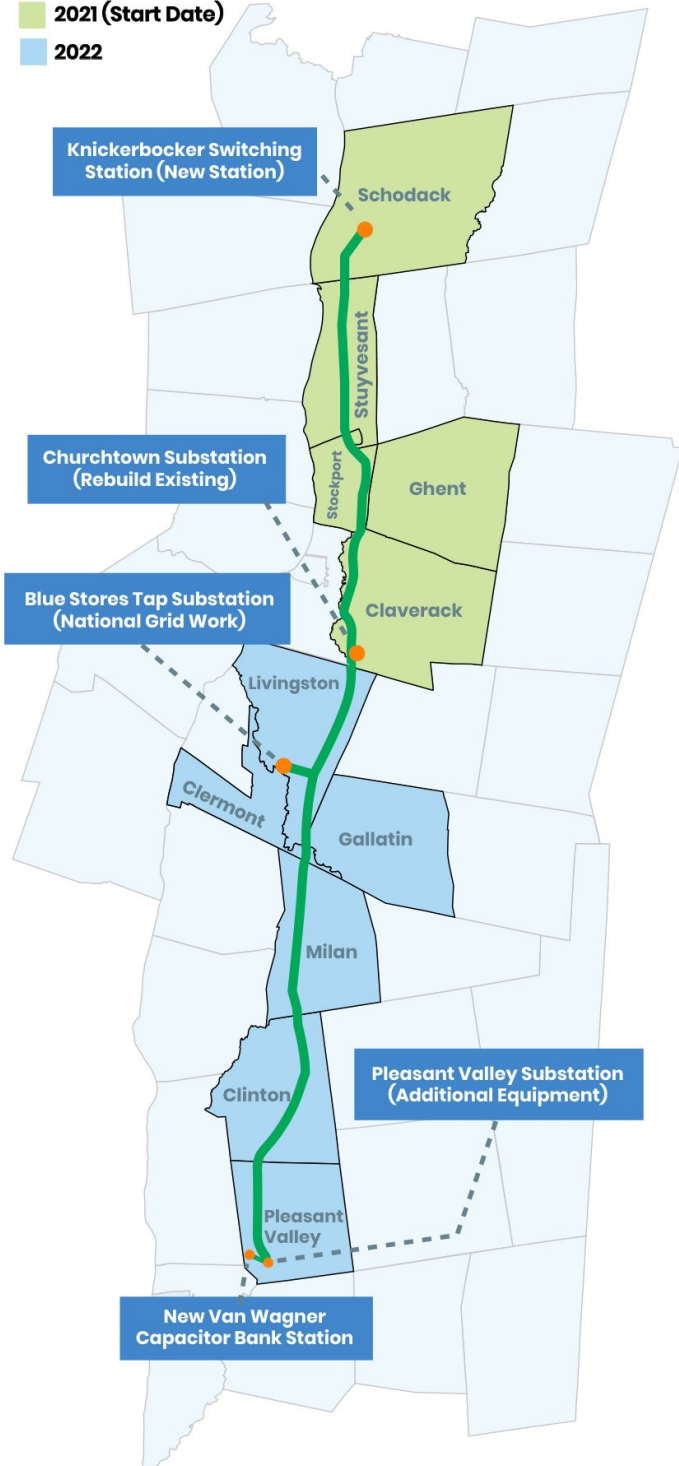 2021 (Start Date)
2022
Knickerbocker Switching
Station (New Station)
Schodack
Stuyvesant
Churchtown Substation
(Rebuild Existing)
Stockport
Ghent
Blue Stores Tap Substation
(National Grid Work)
Claverack
Livingston
Clermont
Gallatin
Milan
Pleasant Valley Substation
(Additional Equipment)
Clinton
Pleasant
Valley
New Van Wagner
Capacitor Bank Station